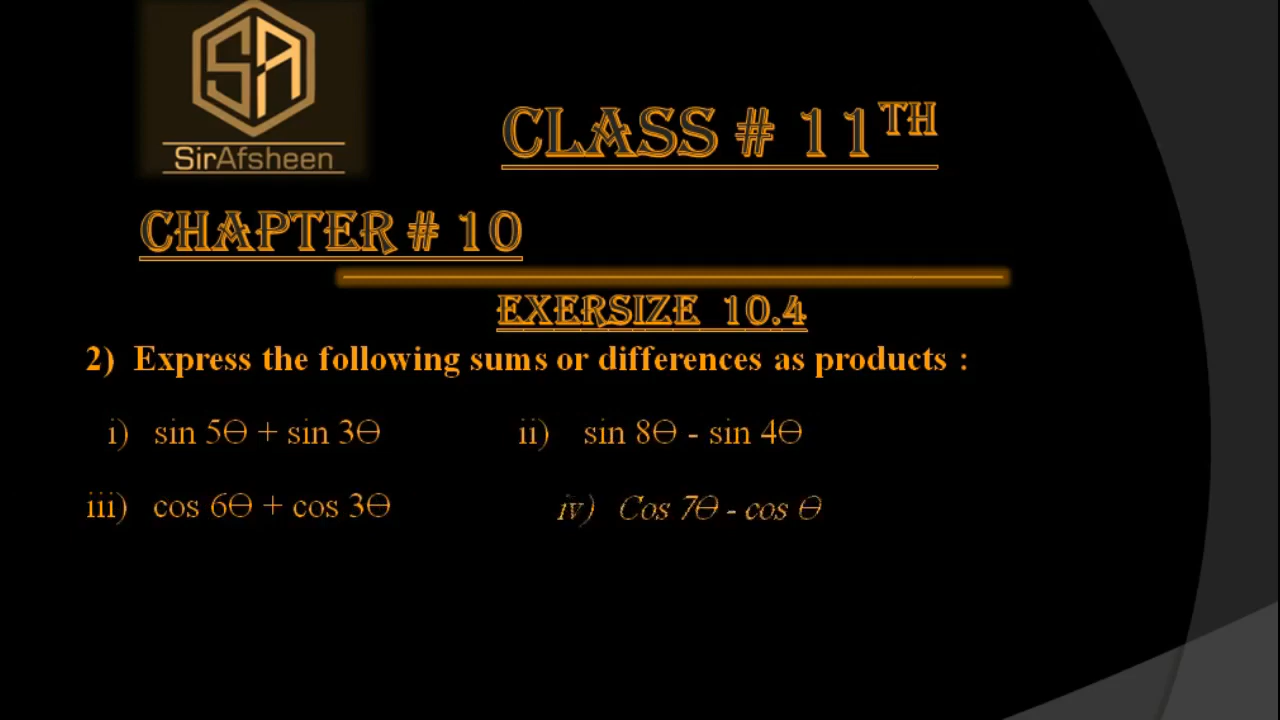 SA
SirAfsheen
CLASS # 11TH
CHAPTER # 10
EXERSIZE 10.4
2) Express the following sums or differences as products :
i) sin 5Θ + sin 3Θ ii) sin 8Θ - sin 4Θ
iii) cos 6Θ + cos 3Θ iv) Cos 7Θ - cos Θ